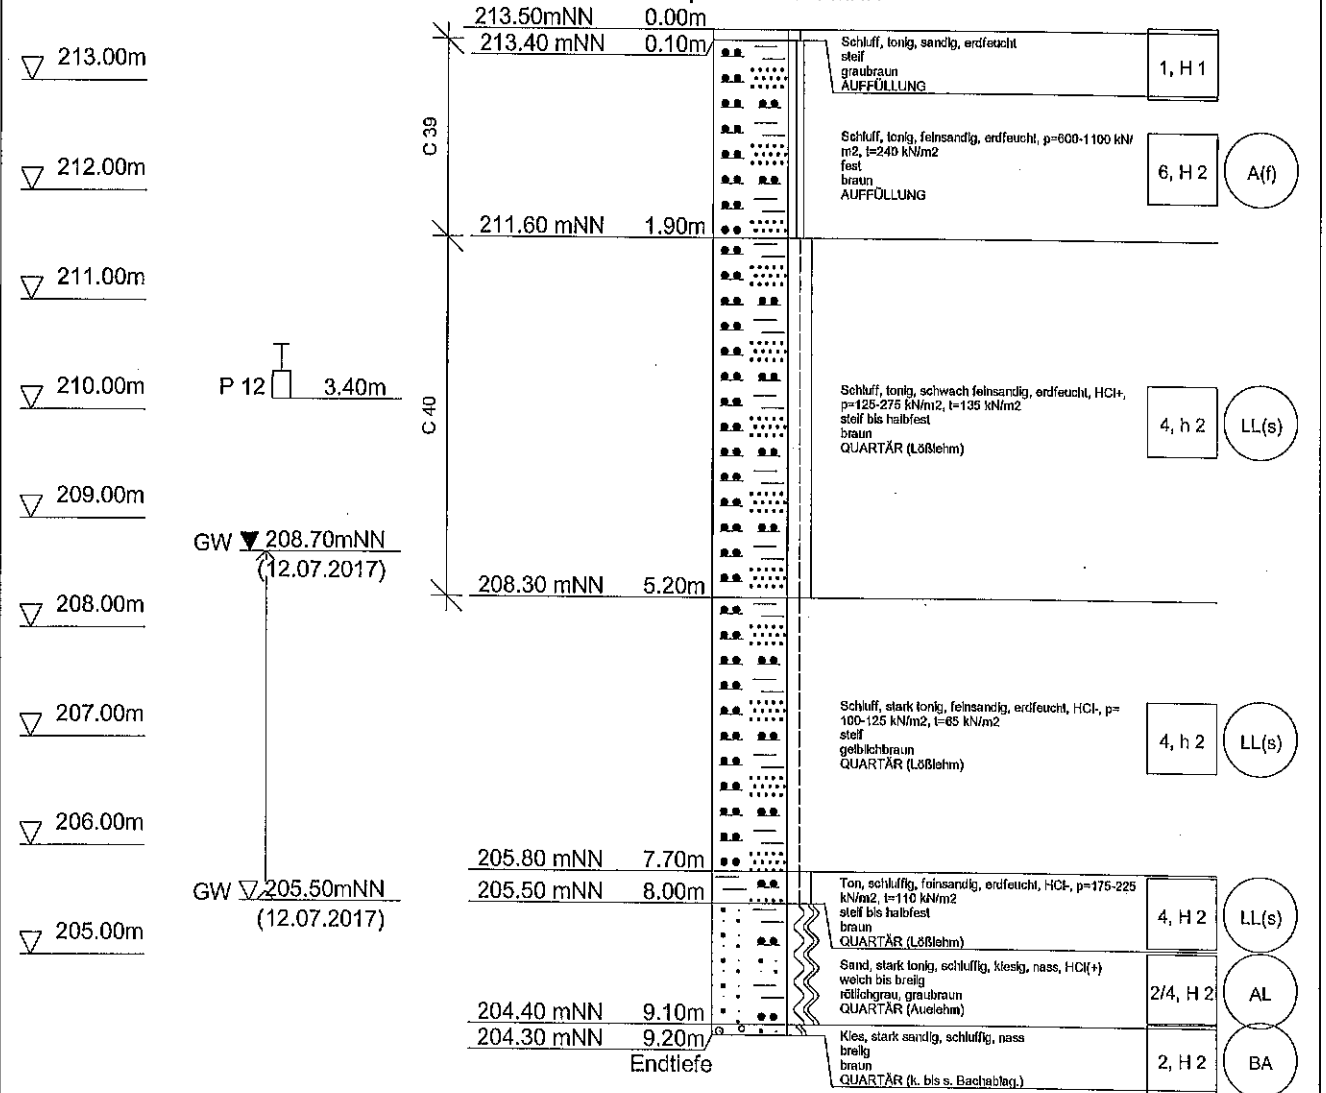 213.50mNN 0.00m
213.40 mNN 0.10m
213.00m
Schluff, tonig, sandig, erdfeucht
steif
graubraun
AUFFÜLLUNG
1, H 1
C 39
212.00m
Schluff, tonig, feinsandig, erdfeucht, p=600-1100 kN/
m2, t=240 kN/m2
fest
braun
AUFFÜLLUNG
6, H 2
A(f)
211.60 mNN 1.90m
211.00m
P 12 3.40m
210.00m
C 40
Schluff, tonig, schwach feinsandig, erdfeucht, HCl+,
p=125-275 kN/m2, t=135 kN/m2
steif bis halbfest
braun
QUARTÄR (Lößlehm)
4, h 2
LL(s)
209.00m
GW 208.70mNN
(12.07.2017)
208.30 mNN 5.20m
208.00m
207.00m
Schluff, stark tonig, feinsandig, erdfeucht, HCl-, p=
100-125 kN/m2, t=65 kN/m2
steif
gelblichbraun
QUARTÄR (Lößlehm)
4, h 2
LL(s)
206.00m
205.80 mNN 7.70m
GW 205.50mNN
(12.07.2017)
205.50 mNN 8.00m
Ton, schluffig, feinsandig, erdfeucht, HCl-, p=175-225
kN/m2, t=110 kN/m2
steif bis halbfest
braun
QUARTÄR (Lößlehm)
4, H 2
LL(s)
205.00m
Sand, stark tonig, schluffig, kiesig, nass, HCl(+)
weich bis breiig
rötlichgrau, graubraun
QUARTÄR (Auelehm)
2/4, H 2
AL
204.40 mNN 9.10m
204.30 mNN 9.20m
Endtiefe
Kies, stark sandig, schluffig, nass
breiig
braun
QUARTÄR (k. bis s. Bachablag.)
2, H 2
BA